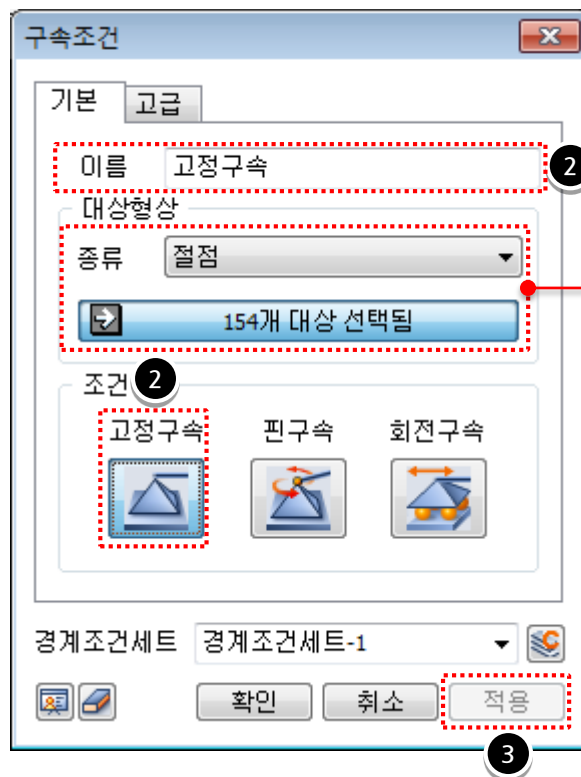 구속조건
기본 고급
이름 고정구속 2
대상형상
종류 절점
154개 대상 선택됨
조건 2
고정구속 핀구속 회전구속
경계조건세트 경계조건세트-1
확인 취소 적용
3